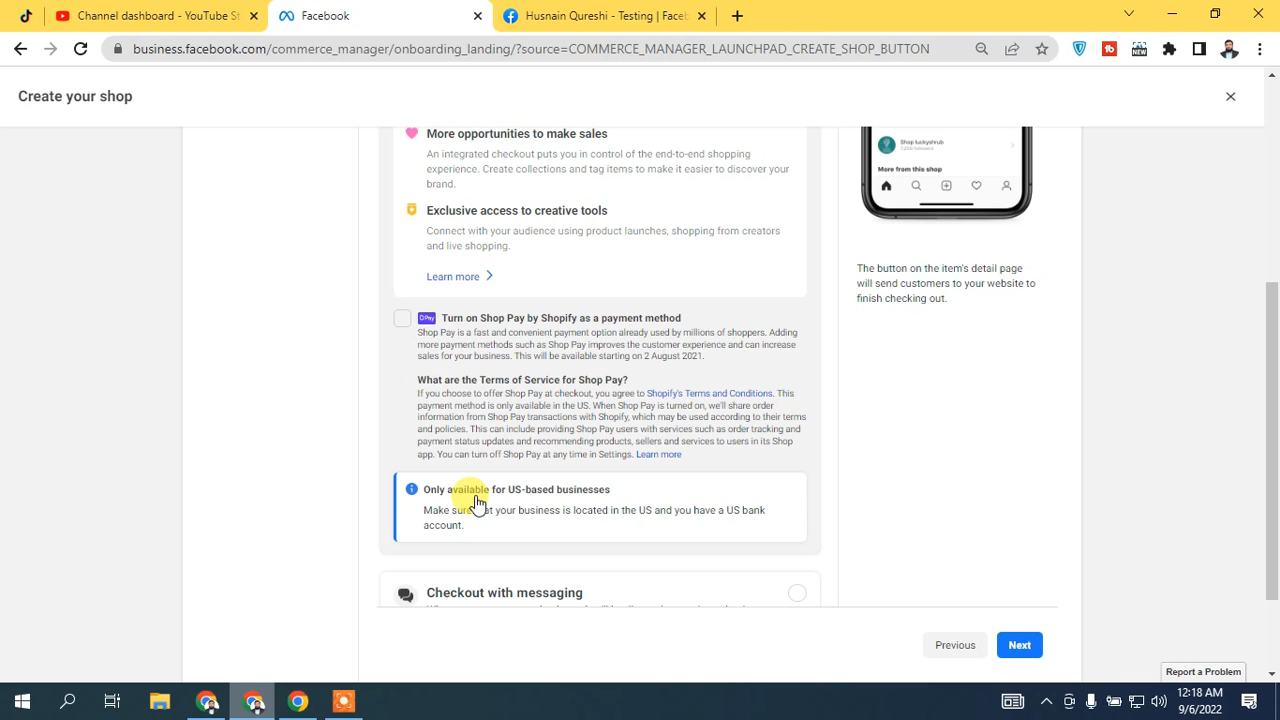 Channel dashboard - YouTube St
Facebook
Husnain Qureshi - Testing | Faceb
business.facebook.com/commerce_manager/onboarding_landing/?source=COMMERCE_MANAGER_LAUNCHPAD_CREATE_SHOP_BUTTON
Create your shop
More opportunities to make sales
An integrated checkout puts you in control of the end-to-end shopping
experience. Create collections and tag items to make it easier to discover your
brand.
Exclusive access to creative tools
Connect with your audience using product launches, shopping from creators
and live shopping.
Learn more
Shop luckyshrub
More from this shop
The button on the item's detail page
will send customers to your website to
finish checking out.
Pay Turn on Shop Pay by Shopify as a payment method
Shop Pay is a fast and convenient payment option already used by millions of shoppers. Adding
more payment methods such as Shop Pay improves the customer experience and can increase
sales for your business. This will be available starting on 2 August 2021.
What are the Terms of Service for Shop Pay?
If you choose to offer Shop Pay at checkout, you agree to Shopify's Terms and Conditions. This
payment method is only available in the US. When Shop Pay is turned on, we'll share order
information from Shop Pay transactions with Shopify, which may be used according to their terms
and policies. This can include providing Shop Pay users with services such as order tracking and
payment status updates and recommending products, sellers and services to users in its Shop
app. You can turn off Shop Pay at any time in Settings. Learn more
Only available for US-based businesses
Make sure at your business is located in the US and you have a US bank
account.
Checkout with messaging
Previous
Next
Report a Problem
12:18 AM
9/6/2022